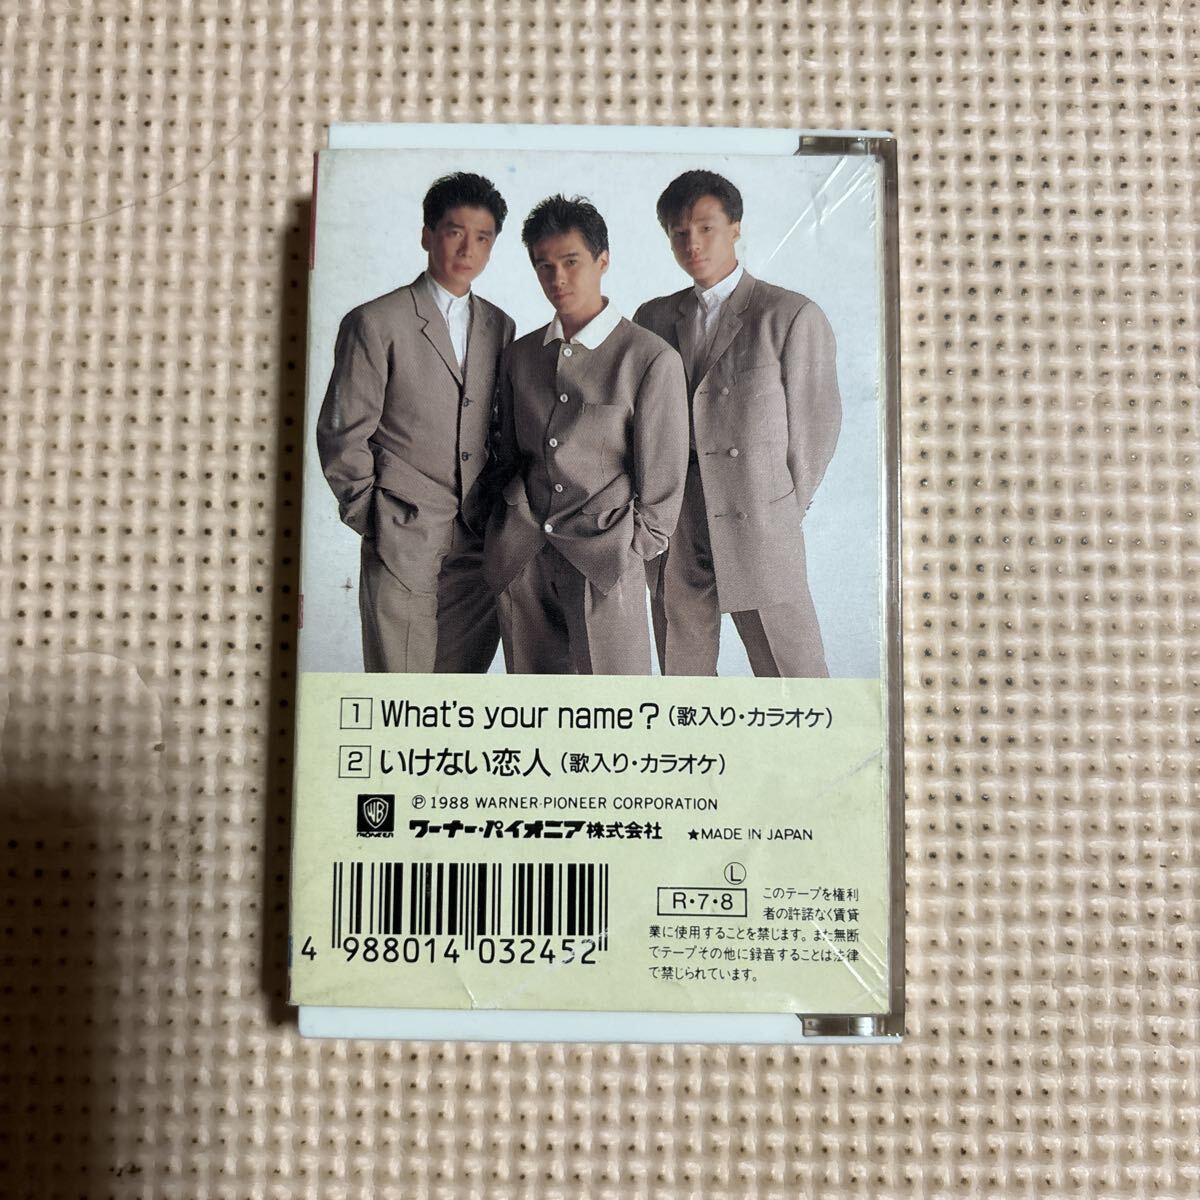 1 What's your name? (歌入り・カラオケ)
2 いけない恋人 (歌入り・カラオケ)
WB PIONEER
Ⓟ 1988 WARNER-PIONEER CORPORATION
ワーナー・パイオニア株式会社 ★MADE IN JAPAN
Ⓛ
R・7・8
このテープを権利
者の許諾なく賃貸
業に使用することを禁じます。また無断
でテープその他に録音することは法律
で禁じられています。
4 988014 032452